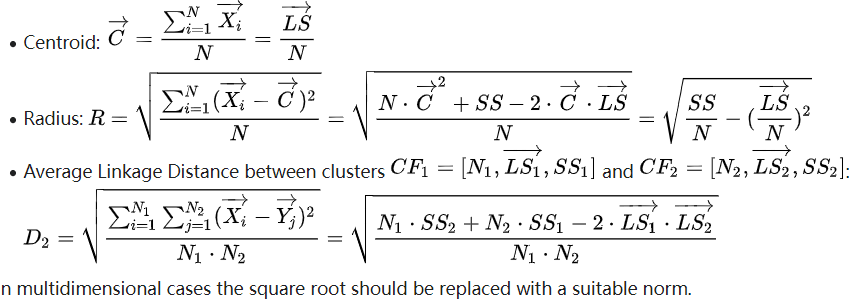 • Centroid: $\overrightarrow{C} = \frac{\sum_{i=1}^{N} \overrightarrow{X_i}}{N} = \frac{\overrightarrow{LS}}{N}$
• Radius: $R = \sqrt{\frac{\sum_{i=1}^{N} (\overrightarrow{X_i} - \overrightarrow{C})^2}{N}} = \sqrt{\frac{N \cdot \overrightarrow{C}^2 + SS - 2 \cdot \overrightarrow{C} \cdot \overrightarrow{LS}}{N}} = \sqrt{\frac{SS}{N} - (\frac{\overrightarrow{LS}}{N})^2}$
• Average Linkage Distance between clusters $CF_1 = [N_1, \overrightarrow{LS_1}, SS_1]$ and $CF_2 = [N_2, \overrightarrow{LS_2}, SS_2]$:
$D_2 = \sqrt{\frac{\sum_{i=1}^{N_1} \sum_{j=1}^{N_2} (\overrightarrow{X_i} - \overrightarrow{Y_j})^2}{N_1 \cdot N_2}} = \sqrt{\frac{N_1 \cdot SS_2 + N_2 \cdot SS_1 - 2 \cdot \overrightarrow{LS_1} \cdot \overrightarrow{LS_2}}{N_1 \cdot N_2}}$
n multidimensional cases the square root should be replaced with a suitable norm.